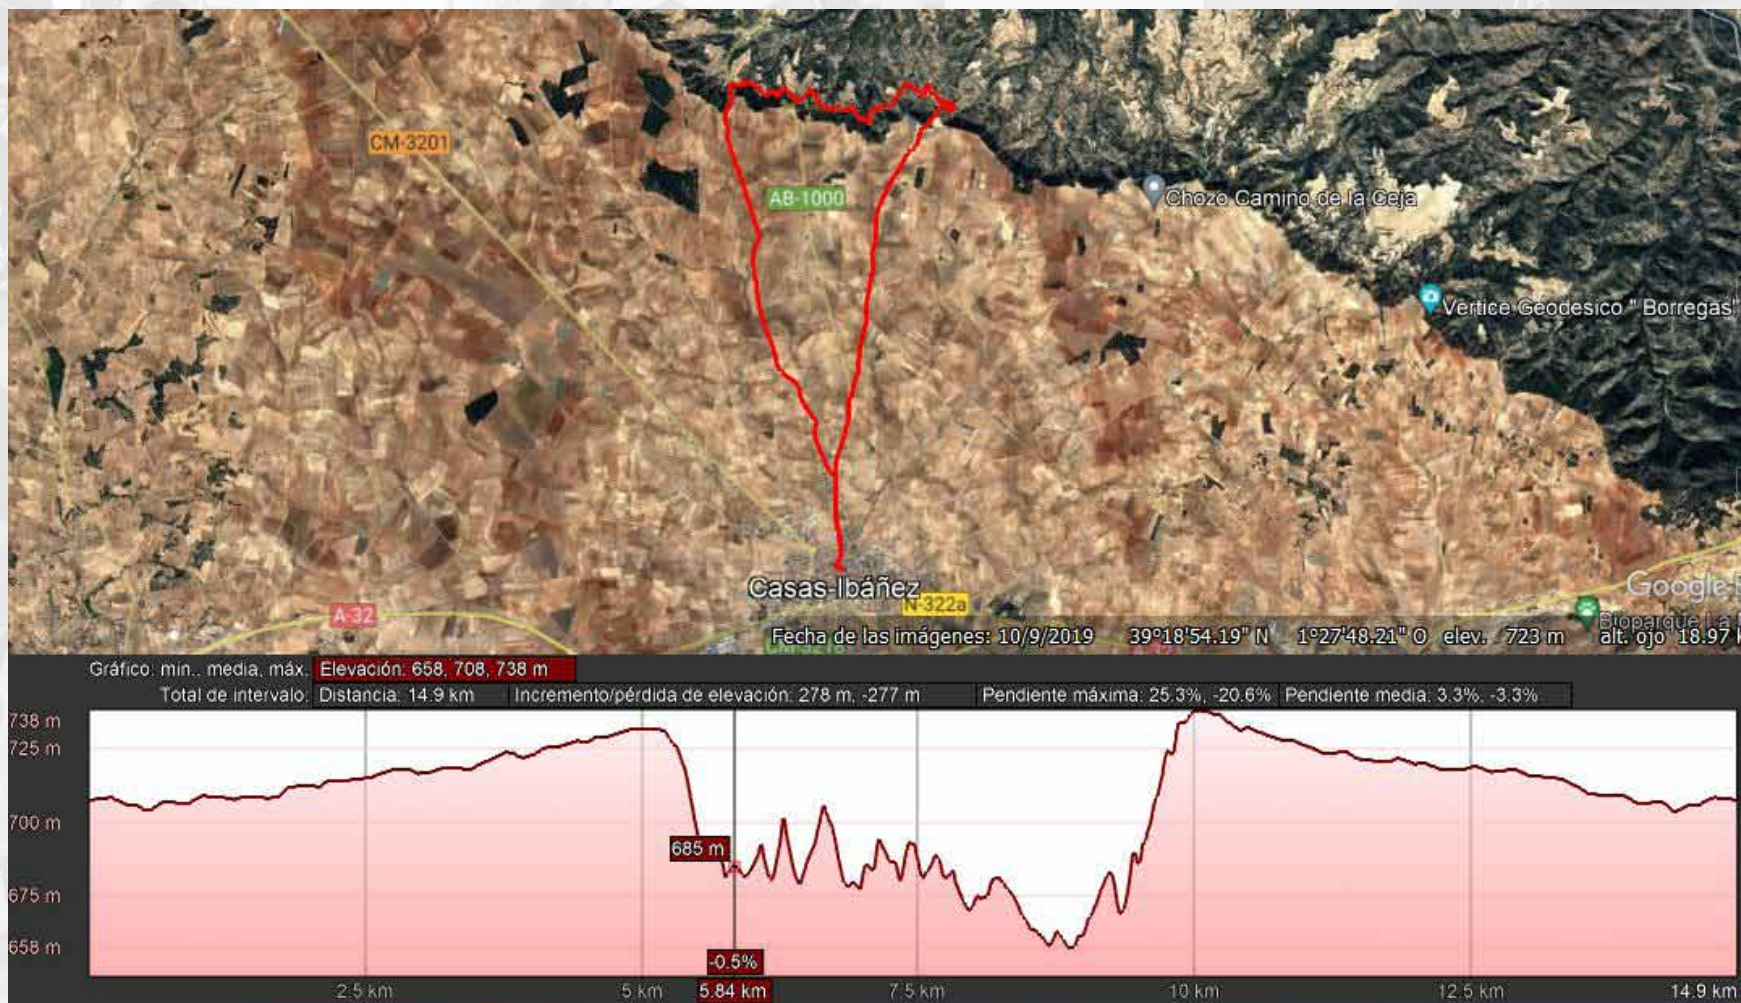 CM-3201
AB-1000
Chozo Camino de la Ceja
Vertice Geodesico " Borregas"
Casas-Ibáñez
N-322a
A-32
Google
Bioparque La
Fecha de las imágenes: 10/9/2019 39°18'54.19" N 1°27'48.21" O elev. 723 m alt. ojo 18.97
Gráfico: min., media, máx. Elevación: 658, 708, 738 m
Total de intervalo: Distancia: 14.9 km Incremento/pérdida de elevación: 278 m, -277 m Pendiente máxima: 25.3%, -20.6% Pendiente media: 3.3%, -3.3%
738 m
725 m
700 m
685 m
675 m
658 m
-0.5%
2.5 km 5 km 5.84 km 7.5 km 10 km 12.5 km 14.9 km